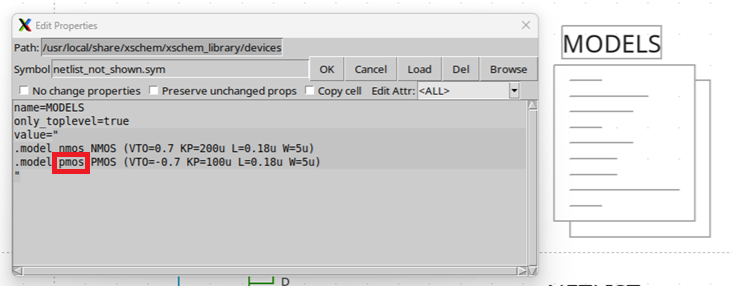 Edit Properties
Path: /usr/local/share/xschem/xschem_library/devices
Symbol netlist_not_shown.sym OK Cancel Load Del Browse
No change properties Preserve unchanged props Copy cell Edit Attr: <ALL>
name=MODELS
only_toplevel=true
value="
.model nmos NMOS (VTO=0.7 KP=200u L=0.18u W=5u)
.model pmos PMOS (VTO=-0.7 KP=100u L=0.18u W=5u)
"
MODELS
D